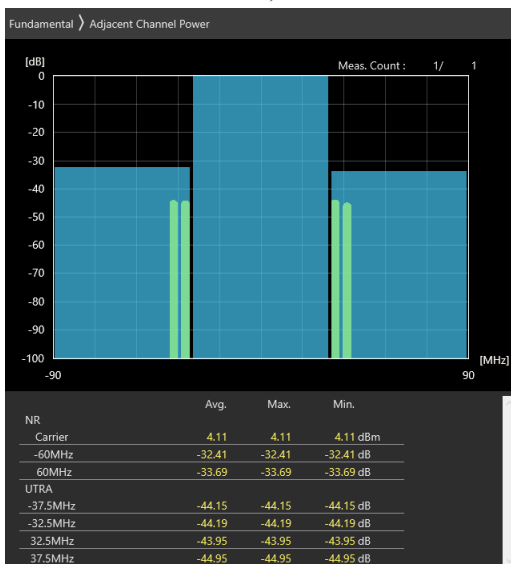 Fundamental 〉 Adjacent Channel Power
[dB]
Meas. Count : 1/ 1
0
-10
-20
-30
-40
-50
-60
-70
-80
-90
-100
[MHz]
-90 90
Avg. Max. Min.
NR
Carrier 4.11 4.11 4.11 dBm
-60MHz -32.41 -32.41 -32.41 dB
60MHz -33.69 -33.69 -33.69 dB
UTRA
-37.5MHz -44.15 -44.15 -44.15 dB
-32.5MHz -44.19 -44.19 -44.19 dB
32.5MHz -43.95 -43.95 -43.95 dB
37.5MHz -44.95 -44.95 -44.95 dB